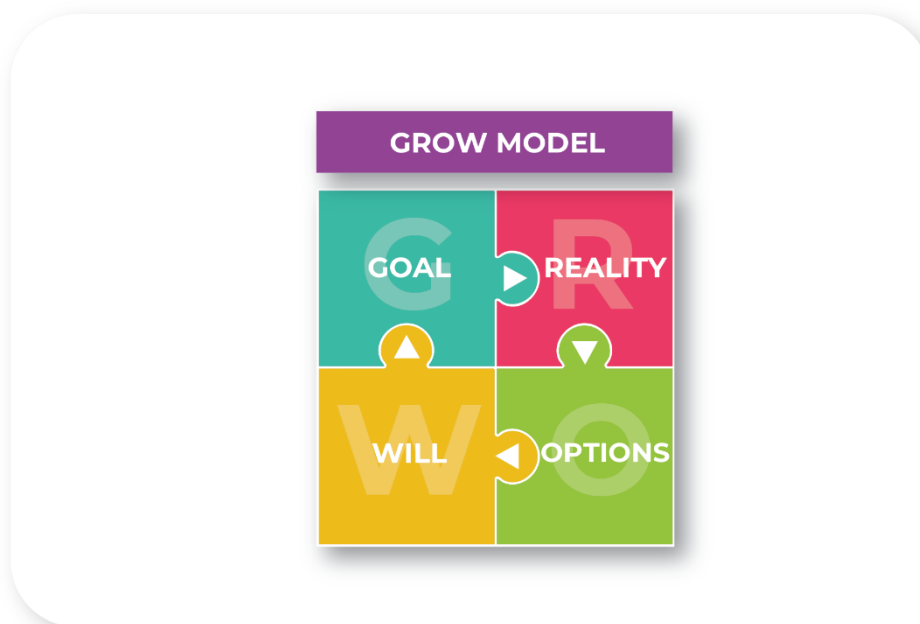 GROW MODEL
G
GOAL
R
REALITY
W
WILL
O
OPTIONS